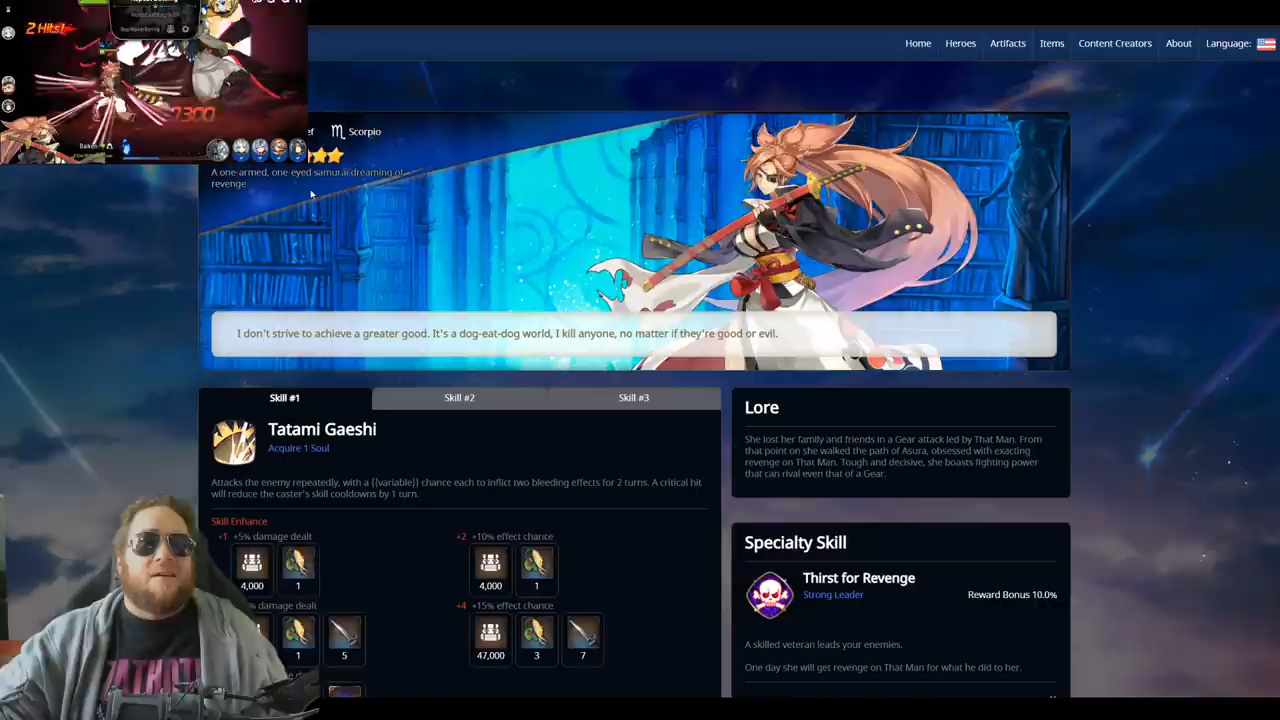 2 Hits!
7300
Baiken
Home Heroes Artifacts Items Content Creators About Language:
ef Scorpio
A one-armed, one-eyed samurai dreaming of
revenge
I don't strive to achieve a greater good. It's a dog-eat-dog world, I kill anyone, no matter if they're good or evil.
Skill #1 Skill #2 Skill #3
Tatami Gaeshi
Acquire 1 Soul
Attacks the enemy repeatedly, with a {{variable}} chance each to inflict two bleeding effects for 2 turns. A critical hit
will reduce the caster's skill cooldowns by 1 turn.
Skill Enhance
+1 +5% damage dealt
4,000 1
+2 +10% effect chance
4,000 1
damage dealt
1 5
+4 +15% effect chance
47,000 3 7
Lore
She lost her family and friends in a Gear attack led by That Man. From
that point on she walked the path of Asura, obsessed with exacting
revenge on That Man. Tough and decisive, she boasts fighting power
that can rival even that of a Gear.
Specialty Skill
Thirst for Revenge
Strong Leader Reward Bonus 10.0%
A skilled veteran leads your enemies.
One day she will get revenge on That Man for what he did to her.